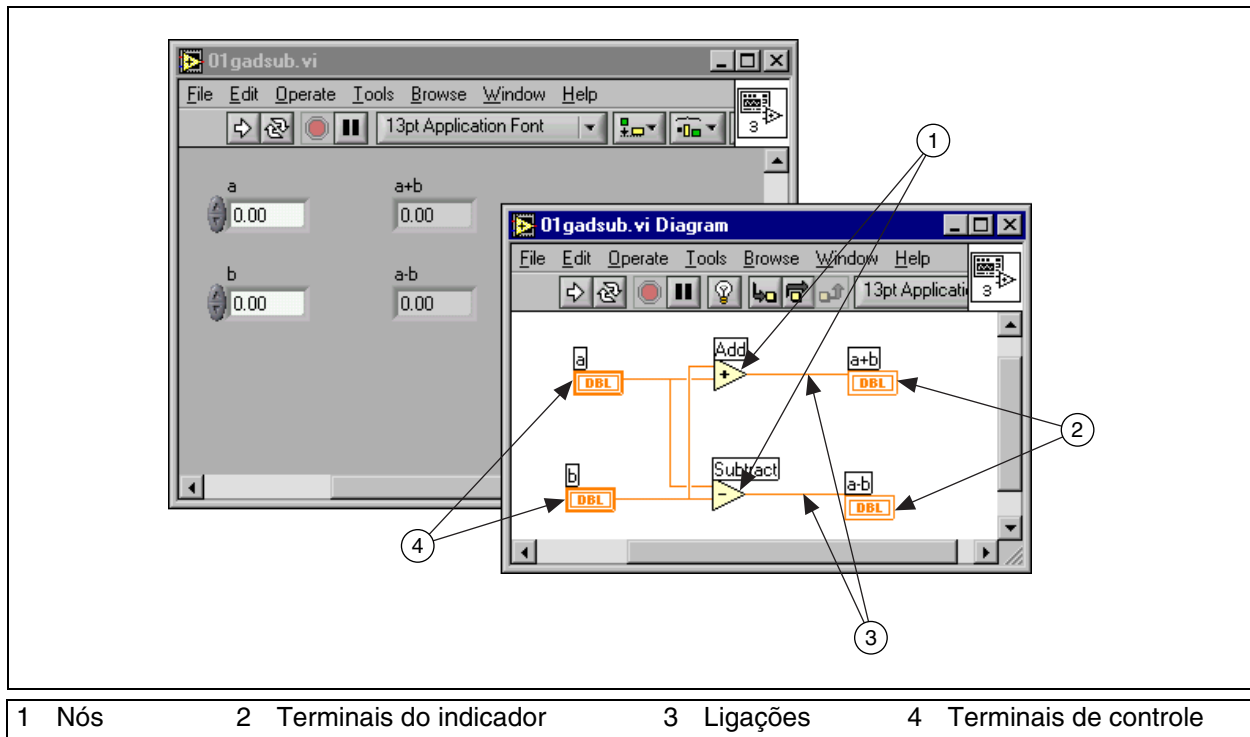 01gadsub.vi
File Edit Operate Tools Browse Window Help
13pt Application Font
3
a
0.00
a+b
0.00
b
0.00
a-b
0.00
01gadsub.vi Diagram
File Edit Operate Tools Browse Window Help
13pt Applicati
3
a
DBL
Add
+
a+b
DBL
b
DBL
Subtract
-
a-b
DBL
1
2
3
4
1 Nós 2 Terminais do indicador 3 Ligações 4 Terminais de controle